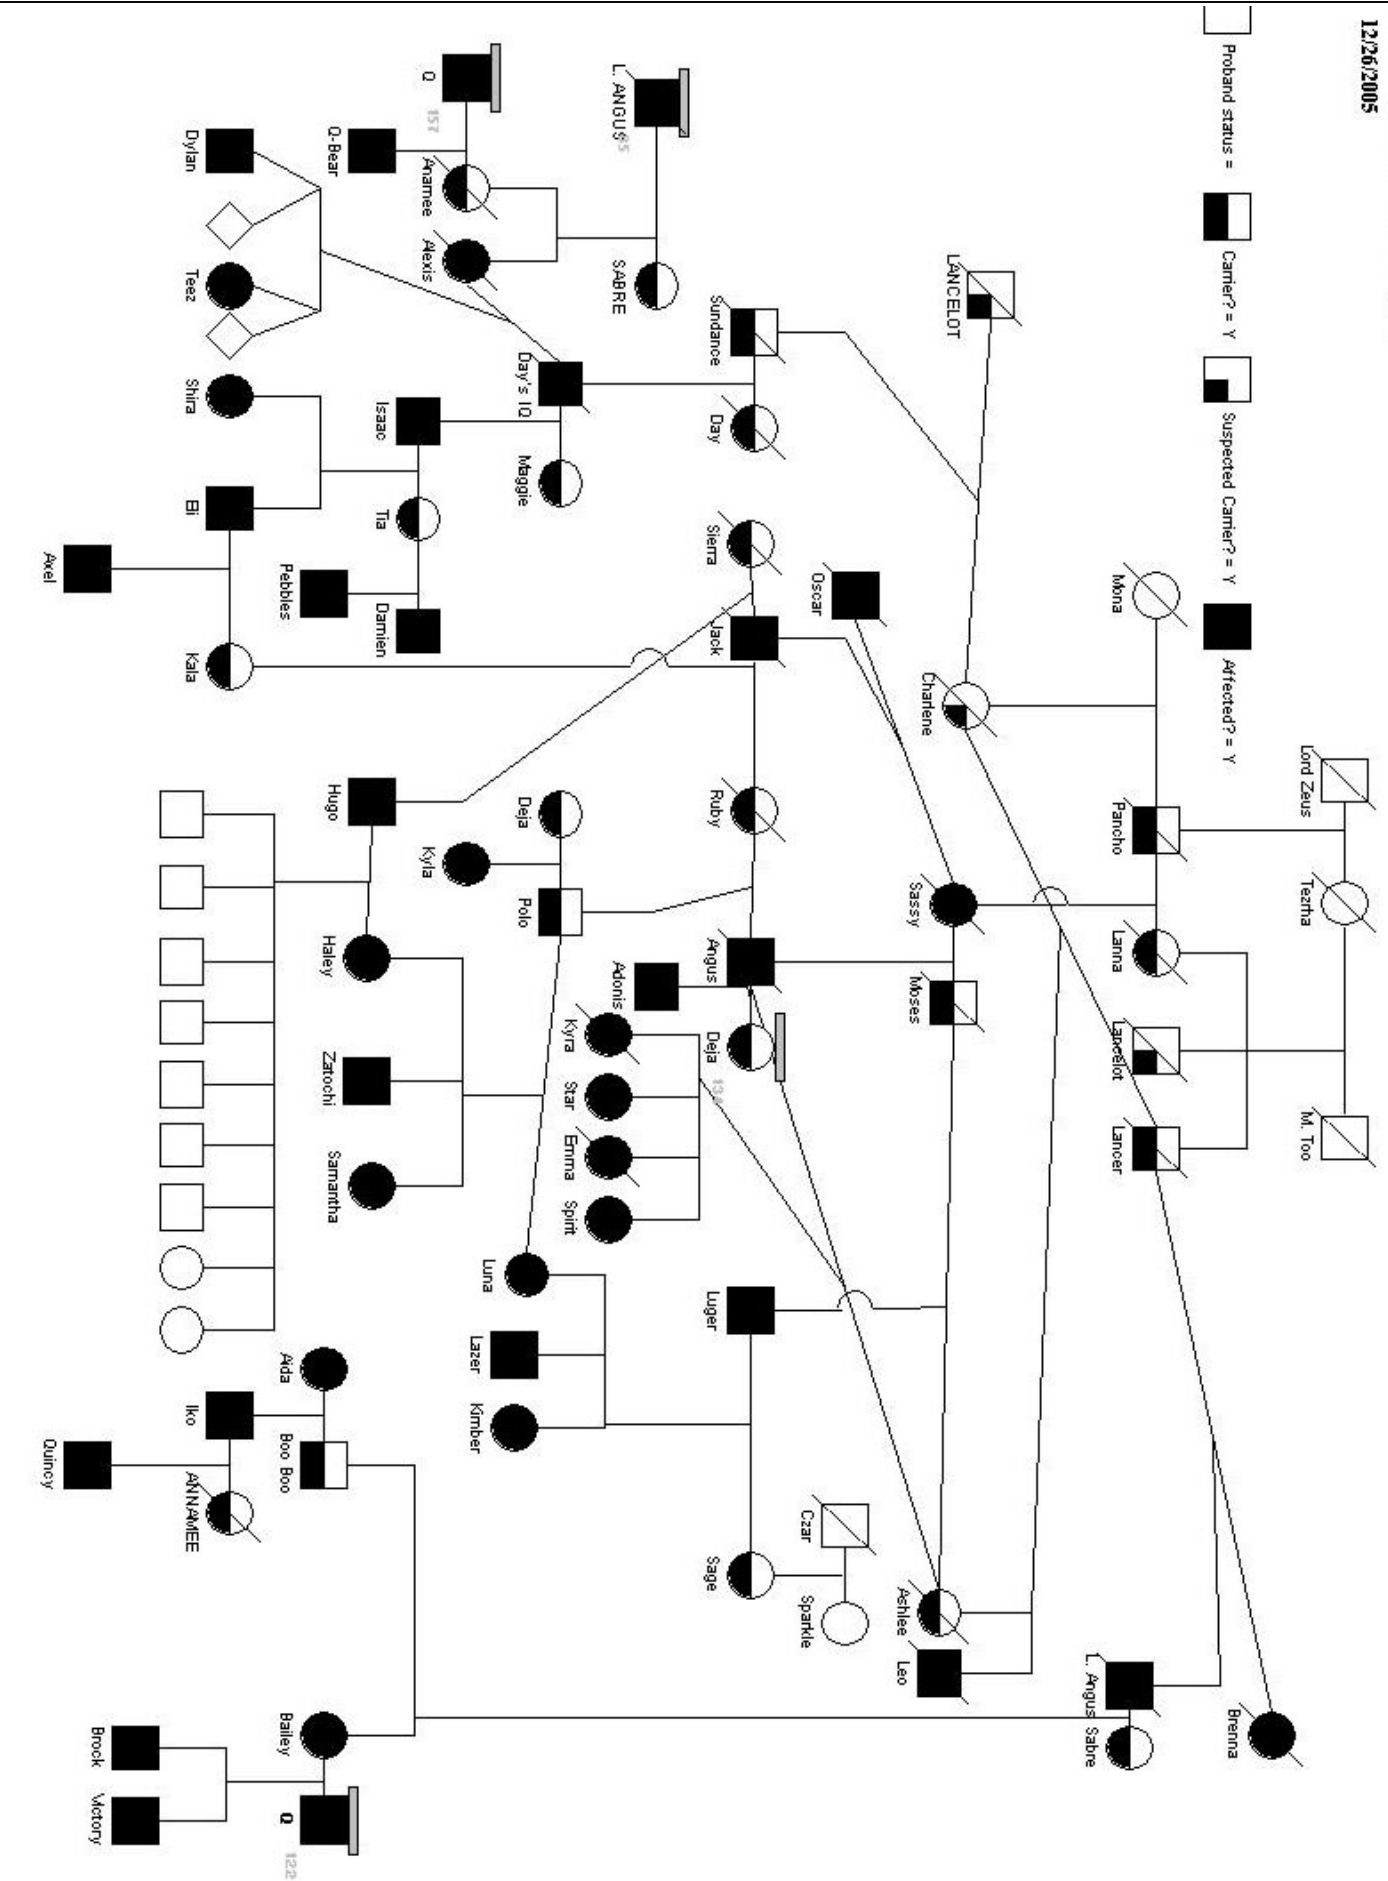 12/26/2005
Proband status =
Carrier? = Y
Suspected Carrier? = Y
Affected? = Y
Lord Zeus
Tezrha
M. Too
Mona
Pancho
Lanna
Lancelot
Lancer
Brenna
L. Angus
Sabre
LANCELOT
Charlene
Sassy
Moses
Ashlee
Leo
Oscar
Czar
Sparkle
Sundance
Day
Sierra
Jack
Ruby
Angus
Deja
134
Luger
Sage
L. ANGUS
SABRE
Adonis
Kyra
Star
Emma
Spirit
Day's IQ
Maggie
Deja
Polo
Luna
Lazer
Kimber
Q
157
Anamee
Alexis
Kyla
Isaac
Tia
Damien
Q-Bear
Pebbles
Hugo
Haley
Zatochi
Samantha
Aida
Boo Boo
Bailey
Q
122
Dylan
Teez
Shira
Eli
Kala
Iko
ANNAMEE
Brock
Victory
Axel
Quincy